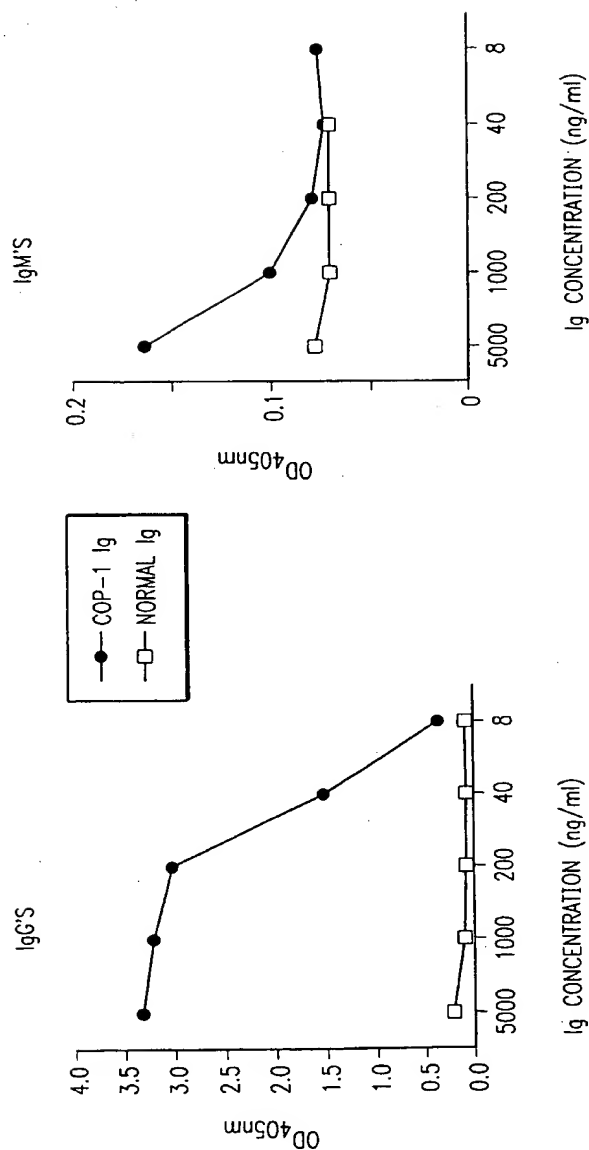 IgG'S
OD405nm
4.0
3.5
3.0
2.5
2.0
1.5
1.0
0.5
0.0
5000 1000 200 40 8
Ig CONCENTRATION (ng/ml)
COP-1 Ig
NORMAL Ig
IgM'S
OD405nm
0.2
0.1
0
5000 1000 200 40 8
Ig CONCENTRATION (ng/ml)